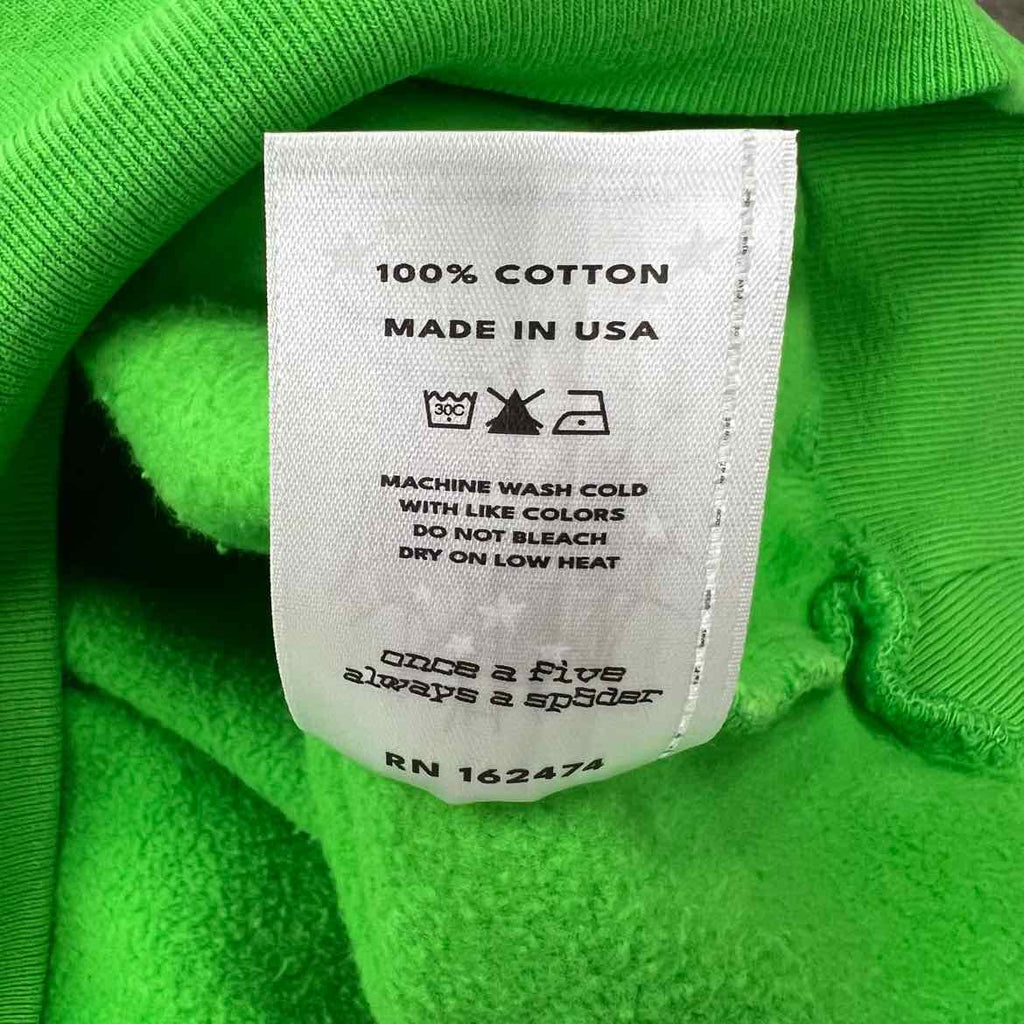 100% COTTON
MADE IN USA
30C
MACHINE WASH COLD
WITH LIKE COLORS
DO NOT BLEACH
DRY ON LOW HEAT
once a five
always a sp5der
RN 162474